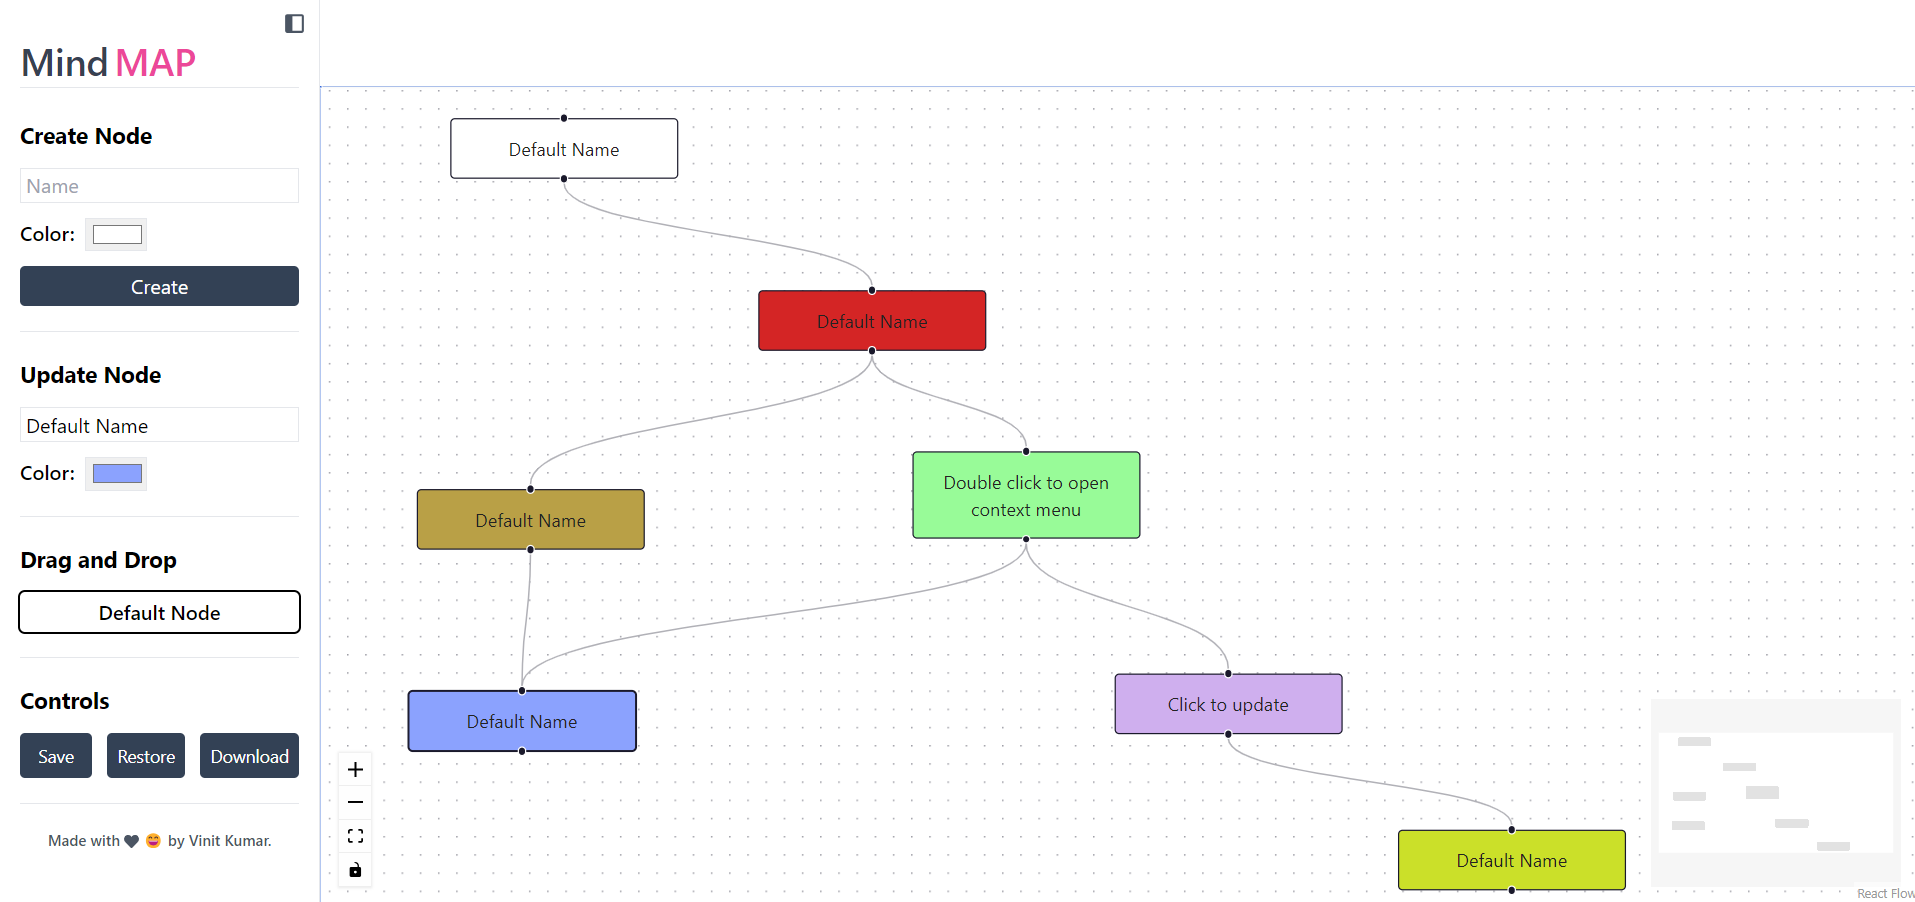 Mind MAP
Create Node
Name
Color:
Create
Update Node
Default Name
Color:
Drag and Drop
Default Node
Controls
Save Restore Download
Made with by Vinit Kumar.
Default Name
Default Name
Default Name
Double click to open
context menu
Default Name
Click to update
Default Name
React Flow